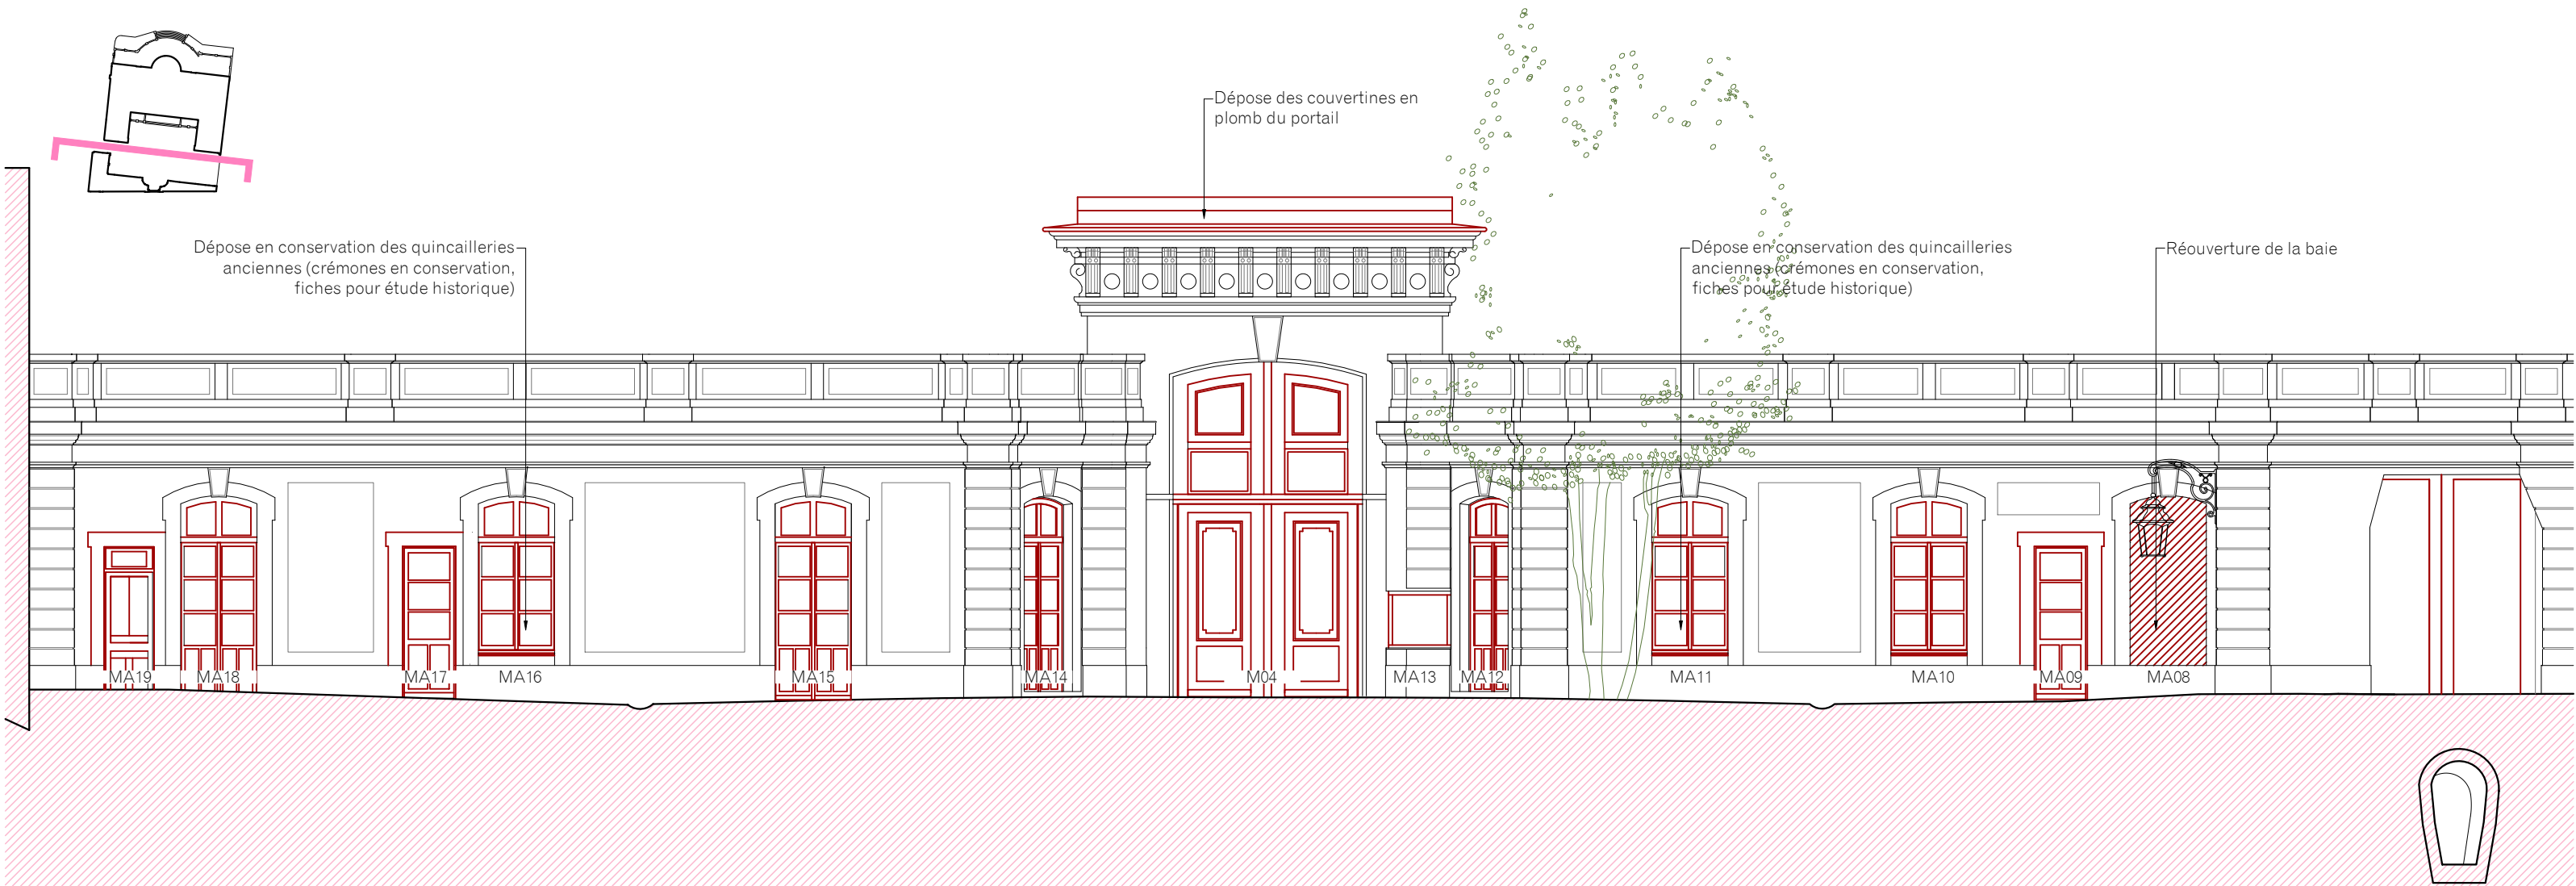 Dépose des couvertines en
plomb du portail
Dépose en conservation des quincailleries
anciennes (crémones en conservation,
fiches pour étude historique)
Dépose en conservation des quincailleries
anciennes (crémones en conservation,
fiches pour étude historique)
Réouverture de la baie
MA19 MA18 MA17 MA16 MA15 MA14 M04 MA13 MA12 MA11 MA10 MA09 MA08